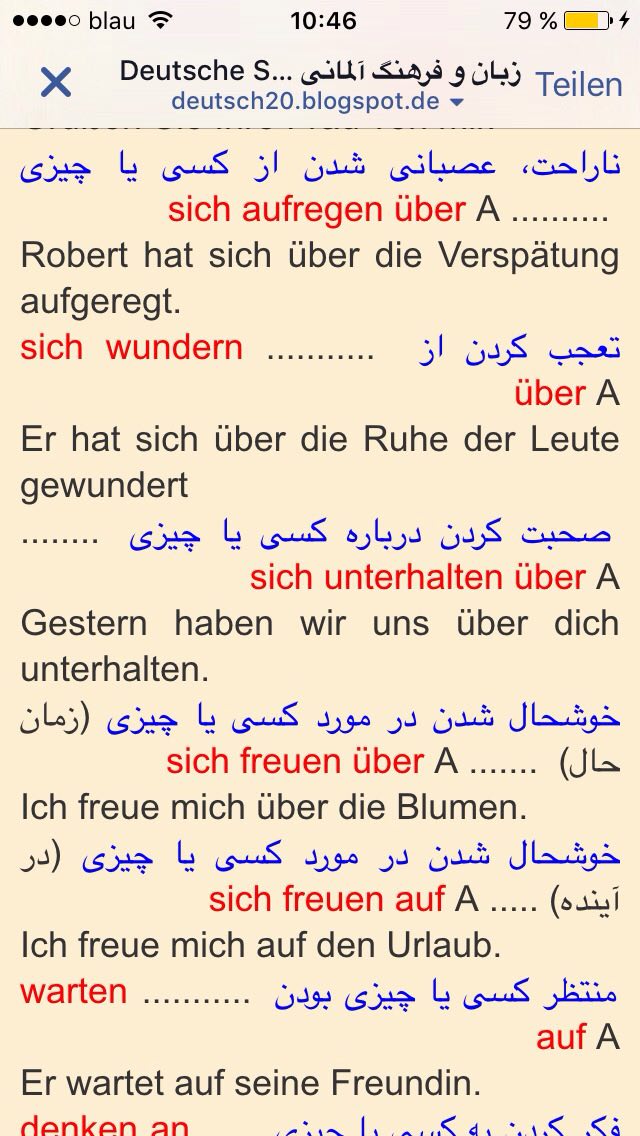 blau 10:46 79 %
Deutsche S... زبان و فرهنگ آلمانی Teilen
deutsch20.blogspot.de
ناراحت، عصبانی شدن از کسی یا چیزی
.......... sich aufregen über A
Robert hat sich über die Verspätung
aufgeregt.
تعجب کردن از ........... sich wundern
über A
Er hat sich über die Ruhe der Leute
gewundert
صحبت کردن درباره کسی یا چیزی ........
sich unterhalten über A
Gestern haben wir uns über dich
unterhalten.
خوشحال شدن در مورد کسی یا چیزی (زمان
حال) ....... sich freuen über A
Ich freue mich über die Blumen.
خوشحال شدن در مورد کسی یا چیزی (در
آینده) ..... sich freuen auf A
Ich freue mich auf den Urlaub.
منتظر کسی یا چیزی بودن ........... warten
auf A
Er wartet auf seine Freundin.
فکر کردن به کسی یا چیزی denken an